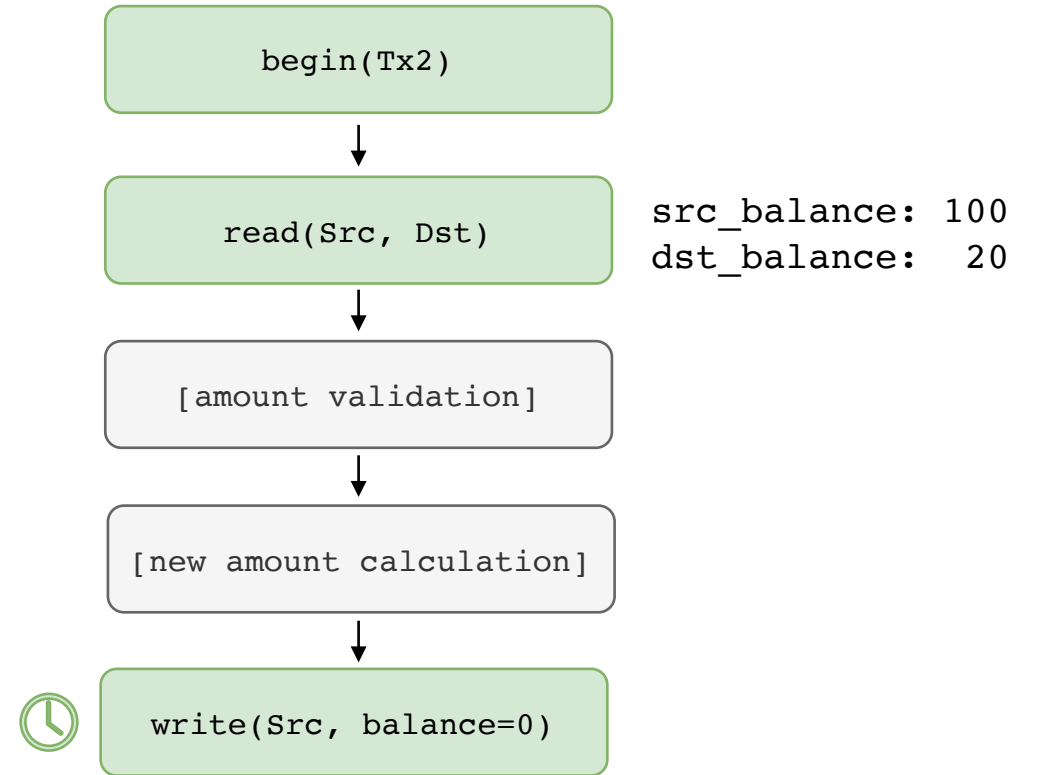 begin(Tx2)
read(Src, Dst)
src_balance: 100
dst_balance:  20
[amount validation]
[new amount calculation]
write(Src, balance=0)